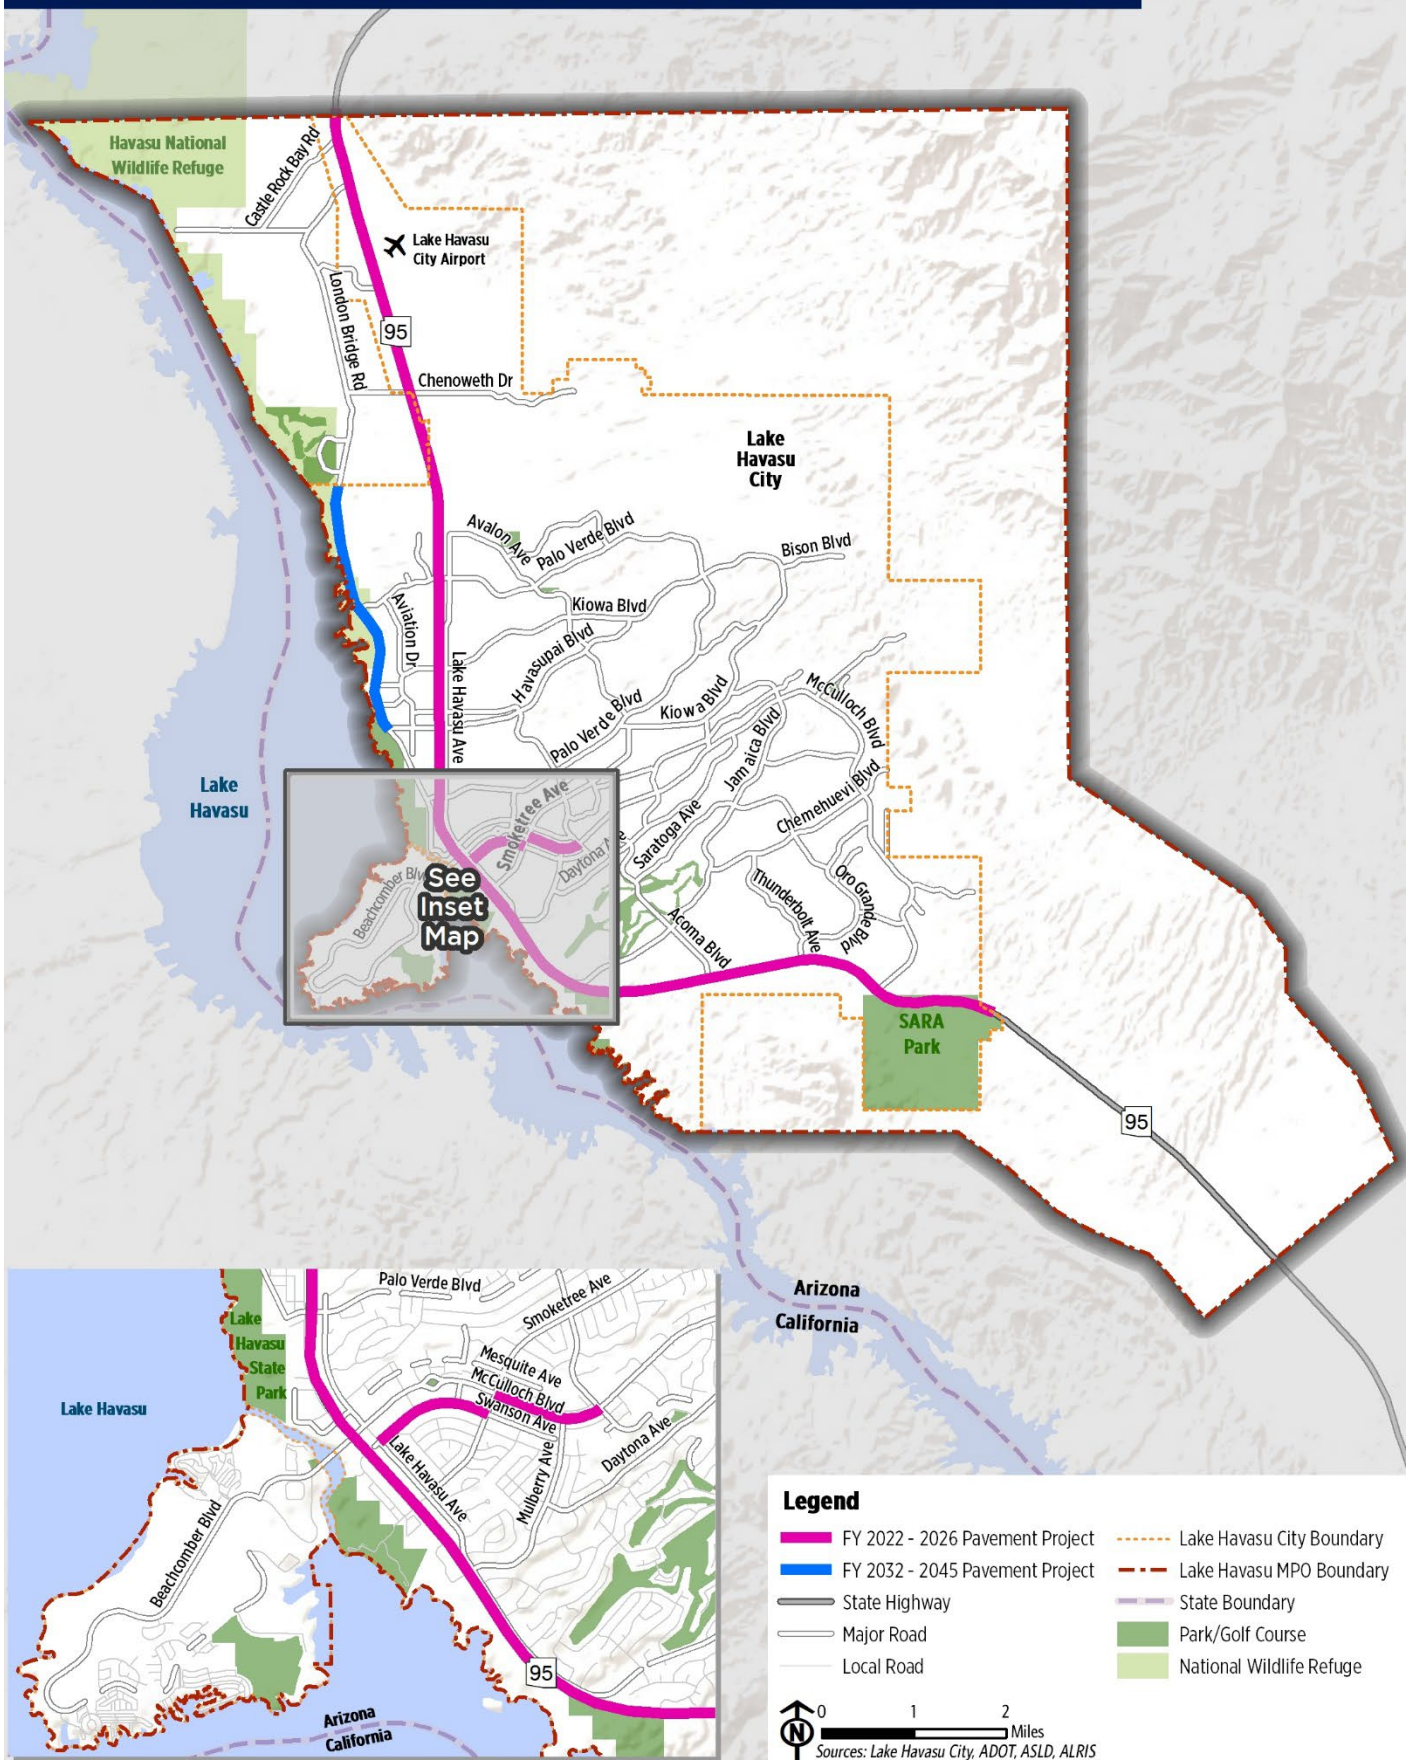 Havasu National
Wildlife Refuge
Castle Rock Bay Rd
Lake Havasu
City Airport
London Bridge Rd
95
Chenoweth Dr
Lake
Havasu
City
Avalon Ave
Palo Verde Blvd
Bison Blvd
Aviation Dr
Kiowa Blvd
Havasupai Blvd
Lake Havasu Ave
Palo Verde Blvd
Kiowa Blvd
McCulloch Blvd
Jamaica Blvd
Lake
Havasu
Smoketree Ave
Chemehuevi Blvd
Saratoga Ave
Daytona A
e
Beachcomber Blv
See
Inset
Map
Thunderbolt Ave
Oro Grande Blvd
Acoma Blvd
SARA
Park
95
Arizona
California
Palo Verde Blvd
Smoketree Ave
Lake
Havasu
State
Park
Mesquite Ave
McCulloch Blvd
Swanson Ave
Lake Havasu
Daytona Ave
Lake Havasu Ave
Mulberry Ave
Beachcomber Blvd
95
Arizona
California
Legend
FY 2022 - 2026 Pavement Project
FY 2032 - 2045 Pavement Project
State Highway
Major Road
Local Road
Lake Havasu City Boundary
Lake Havasu MPO Boundary
State Boundary
Park/Golf Course
National Wildlife Refuge
N
0 1 2
Miles
Sources: Lake Havasu City, ADOT, ASLD, ALRIS